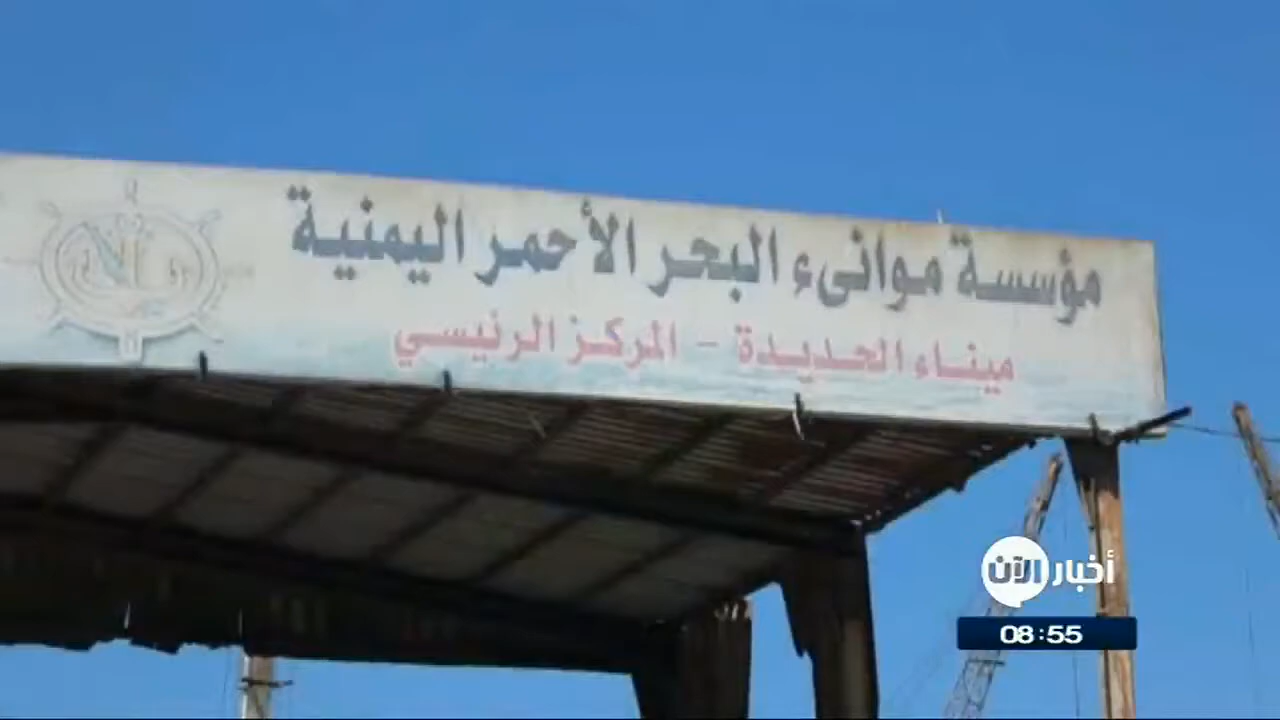 مؤسسة موانىء البحر الأحمر اليمنية
ميناء الحديدة - المركز الرئيسي
أخبار الآن
08:55